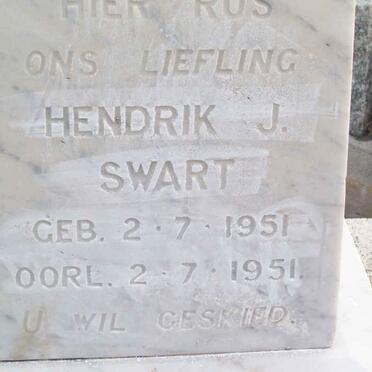 HIER RUS
ONS LIEFLING
HENDRIK J.
SWART
GEB. 2·7·1951
OORL. 2·7·1951.
U WIL GESKIED.